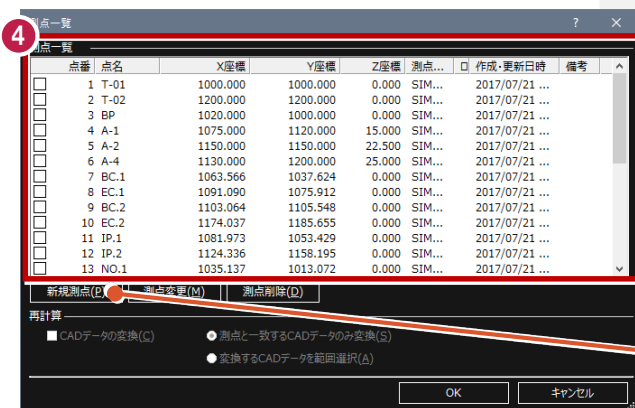 4
点一覧 ? ×
測点一覧
点番 点名 X座標 Y座標 Z座標 測点... ロ 作成・更新日時 備考
1 T-01 1000.000 1000.000 0.000 SIM... 2017/07/21 ...
2 T-02 1200.000 1200.000 0.000 SIM... 2017/07/21 ...
3 BP 1020.000 1000.000 0.000 SIM... 2017/07/21 ...
4 A-1 1075.000 1120.000 15.000 SIM... 2017/07/21 ...
5 A-2 1150.000 1150.000 22.500 SIM... 2017/07/21 ...
6 A-4 1130.000 1200.000 25.000 SIM... 2017/07/21 ...
7 BC.1 1063.566 1037.624 0.000 SIM... 2017/07/21 ...
8 EC.1 1091.090 1075.912 0.000 SIM... 2017/07/21 ...
9 BC.2 1103.064 1105.548 0.000 SIM... 2017/07/21 ...
10 EC.2 1174.037 1185.655 0.000 SIM... 2017/07/21 ...
11 IP.1 1081.973 1053.429 0.000 SIM... 2017/07/21 ...
12 IP.2 1124.336 1158.195 0.000 SIM... 2017/07/21 ...
13 NO.1 1035.137 1013.072 0.000 SIM... 2017/07/21 ...
新規測点(P) 測点変更(M) 測点削除(D)
再計算
CADデータの変換(C) 測点と一致するCADデータのみ変換(S)
変換するCADデータを範囲選択(A)
OK キャンセル